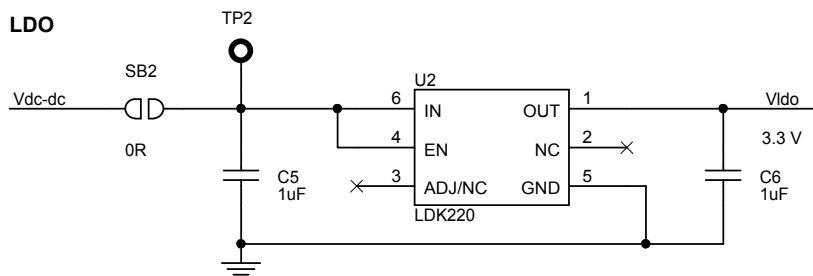 LDO
TP2
SB2
U2
Vdc-dc
6 IN OUT 1
Vldo
0R
4 EN NC 2
3.3 V
C5
1uF
3 ADJ/NC GND 5
C6
1uF
LDK220